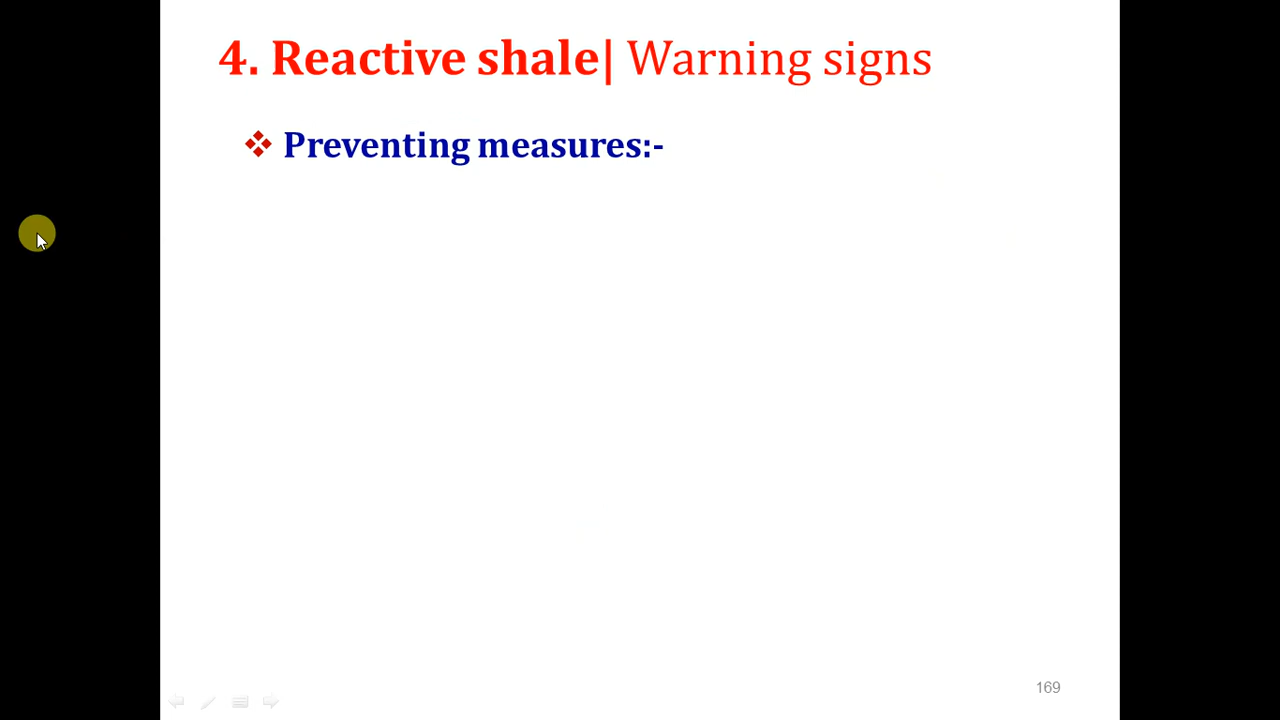 4. Reactive shale| Warning signs
❖ Preventing measures:-
169